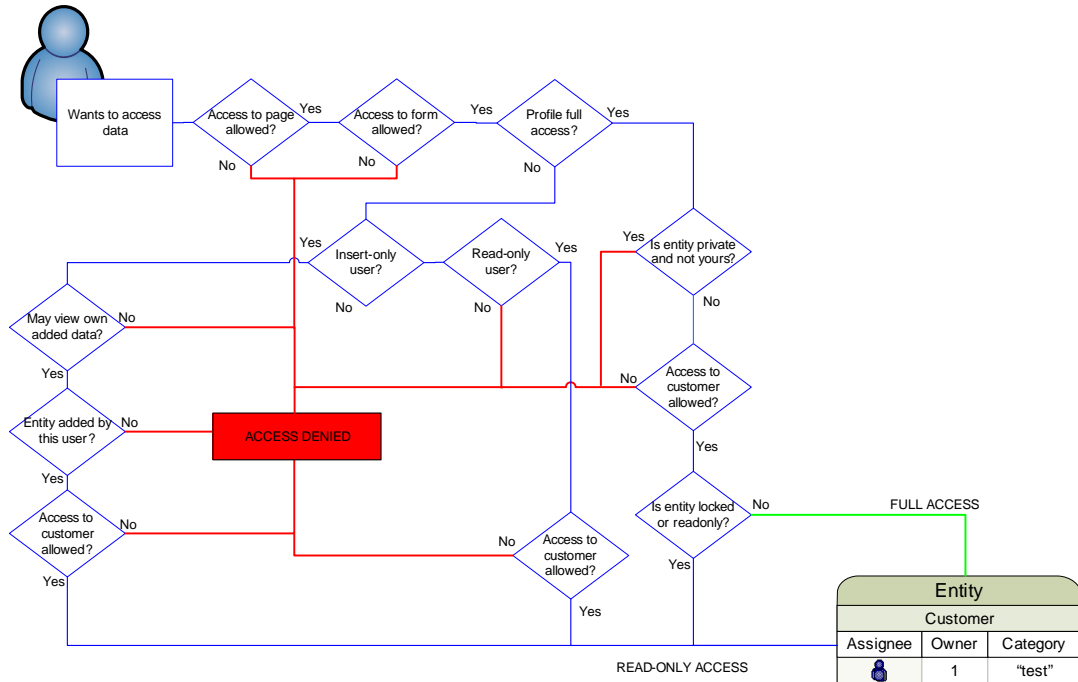 Wants to access
data
Access to page
allowed?
Yes
No
Access to form
allowed?
Yes
No
Profile full
access?
Yes
No
Yes
Insert-only
user?
No
Read-only
user?
Yes
No
Yes
Is entity private
and not yours?
No
May view own
added data?
No
Yes
Access to
customer
allowed?
No
Yes
Entity added by
this user?
No
Yes
ACCESS DENIED
Is entity locked
or readonly?
No
Yes
FULL ACCESS
Access to
customer
allowed?
No
Yes
Access to
customer
allowed?
No
Yes
READ-ONLY ACCESS
Entity
Customer
Assignee Owner Category
1 “test”